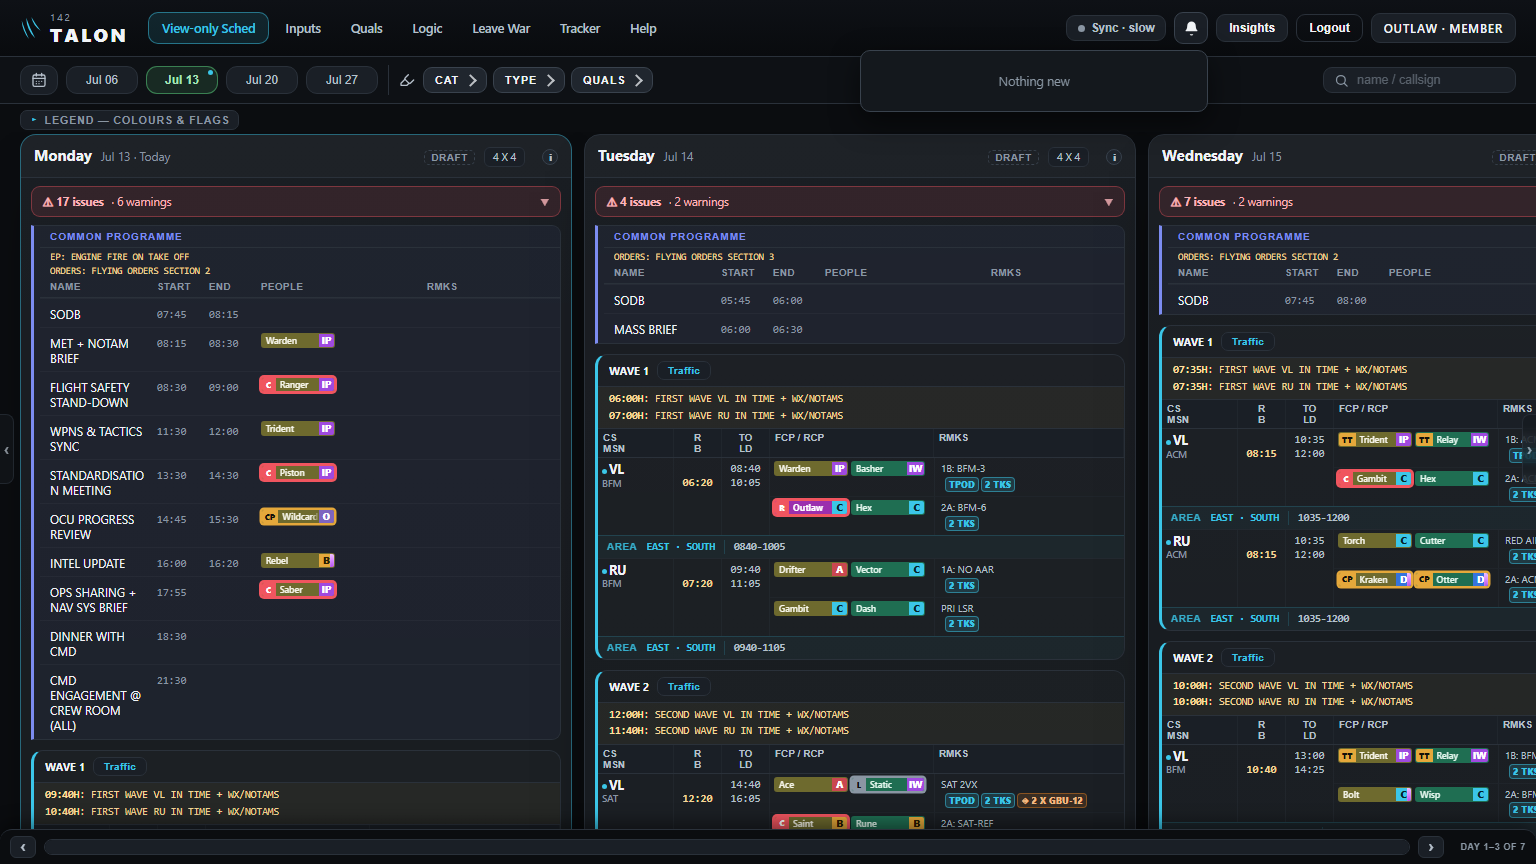 142
TALON
View-only Sched
Inputs
Quals
Logic
Leave War
Tracker
Help
Sync · slow
Insights
Logout
OUTLAW · MEMBER
Jul 06
Jul 13
Jul 20
Jul 27
CAT
TYPE
QUALS
Nothing new
name / callsign
LEGEND — COLOURS & FLAGS
Monday Jul 13 · Today
DRAFT
4 X 4
i
17 issues · 6 warnings
COMMON PROGRAMME
EP: ENGINE FIRE ON TAKE OFF
ORDERS: FLYING ORDERS SECTION 2
NAME START END PEOPLE RMKS
SODB 07:45 08:15
MET + NOTAM 08:15 08:30 Warden IP
BRIEF
FLIGHT SAFETY 08:30 09:00 C Ranger IP
STAND-DOWN
WPNS & TACTICS 11:30 12:00 Trident IP
SYNC
STANDARDISATIO 13:30 14:30 C Piston IP
N MEETING
OCU PROGRESS 14:45 15:30 CP Wildcard O
REVIEW
INTEL UPDATE 16:00 16:20 Rebel B
OPS SHARING + 17:55 C Saber IP
NAV SYS BRIEF
DINNER WITH 18:30
CMD
CMD 21:30
ENGAGEMENT @
CREW ROOM
(ALL)
WAVE 1 Traffic
09:40H: FIRST WAVE VL IN TIME + WX/NOTAMS
10:40H: FIRST WAVE RU IN TIME + WX/NOTAMS
Tuesday Jul 14
DRAFT
4 X 4
i
4 issues · 2 warnings
COMMON PROGRAMME
ORDERS: FLYING ORDERS SECTION 3
NAME START END PEOPLE RMKS
SODB 05:45 06:00
MASS BRIEF 06:00 06:30
WAVE 1 Traffic
06:00H: FIRST WAVE VL IN TIME + WX/NOTAMS
07:00H: FIRST WAVE RU IN TIME + WX/NOTAMS
CS R TO FCP / RCP RMKS
MSN B LD
VL 08:40 Warden IP Basher IW 1B: BFM-3
BFM 06:20 10:05 TPOD 2 TKS
R Outlaw C Hex C 2A: BFM-6
2 TKS
AREA EAST · SOUTH 0840-1005
RU 09:40 Drifter A Vector C 1A: NO AAR
BFM 07:20 11:05 2 TKS
Gambit C Dash C PRI LSR
2 TKS
AREA EAST · SOUTH 0940-1105
WAVE 2 Traffic
12:00H: SECOND WAVE VL IN TIME + WX/NOTAMS
11:40H: SECOND WAVE RU IN TIME + WX/NOTAMS
CS R TO FCP / RCP RMKS
MSN B LD
VL 14:40 Ace A L Static IW SAT 2VX
SAT 12:20 16:05 TPOD 2 TKS 2 X GBU-12
C Saint B Rune B 2A: SAT-REF
Wednesday Jul 15
DRAFT
7 issues · 2 warnings
COMMON PROGRAMME
ORDERS: FLYING ORDERS SECTION 2
NAME START END PEOPLE
SODB 07:45 08:00
WAVE 1 Traffic
07:35H: FIRST WAVE VL IN TIME + WX/NOTAMS
07:35H: FIRST WAVE RU IN TIME + WX/NOTAMS
CS R TO FCP / RCP RMKS
MSN B LD
VL 10:35 TT Trident IP TT Relay IW 1B:
ACM 08:15 12:00
C Gambit C Hex C 2A:
2 TKS
AREA EAST · SOUTH 1035-1200
RU 10:35 Torch C Cutter C RED
ACM 08:15 12:00 2 TKS
CP Kraken D CP Otter D 2A:
2 TKS
AREA EAST · SOUTH 1035-1200
WAVE 2 Traffic
10:00H: SECOND WAVE VL IN TIME + WX/NOTAMS
10:00H: SECOND WAVE RU IN TIME + WX/NOTAMS
CS R TO FCP / RCP RMKS
MSN B LD
VL 13:00 TT Trident IP TT Relay IW 1B:
BFM 10:40 14:25 2 TKS
Bolt C Wisp C 2A:
2 TKS
DAY 1–3 OF 7